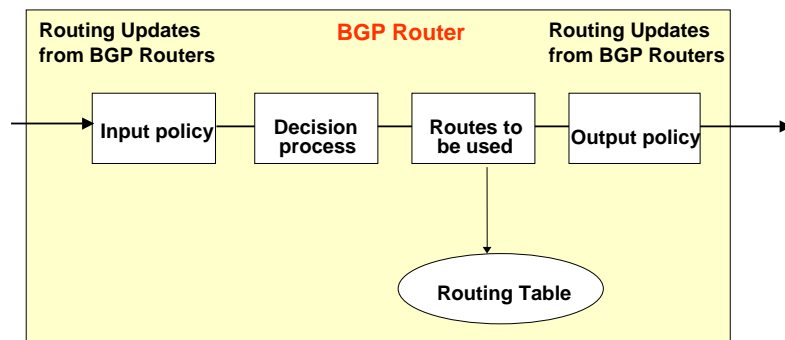 Routing Updates
from BGP Routers
BGP Router
Routing Updates
from BGP Routers
Input policy
Decision
process
Routes to
be used
Output policy
Routing Table